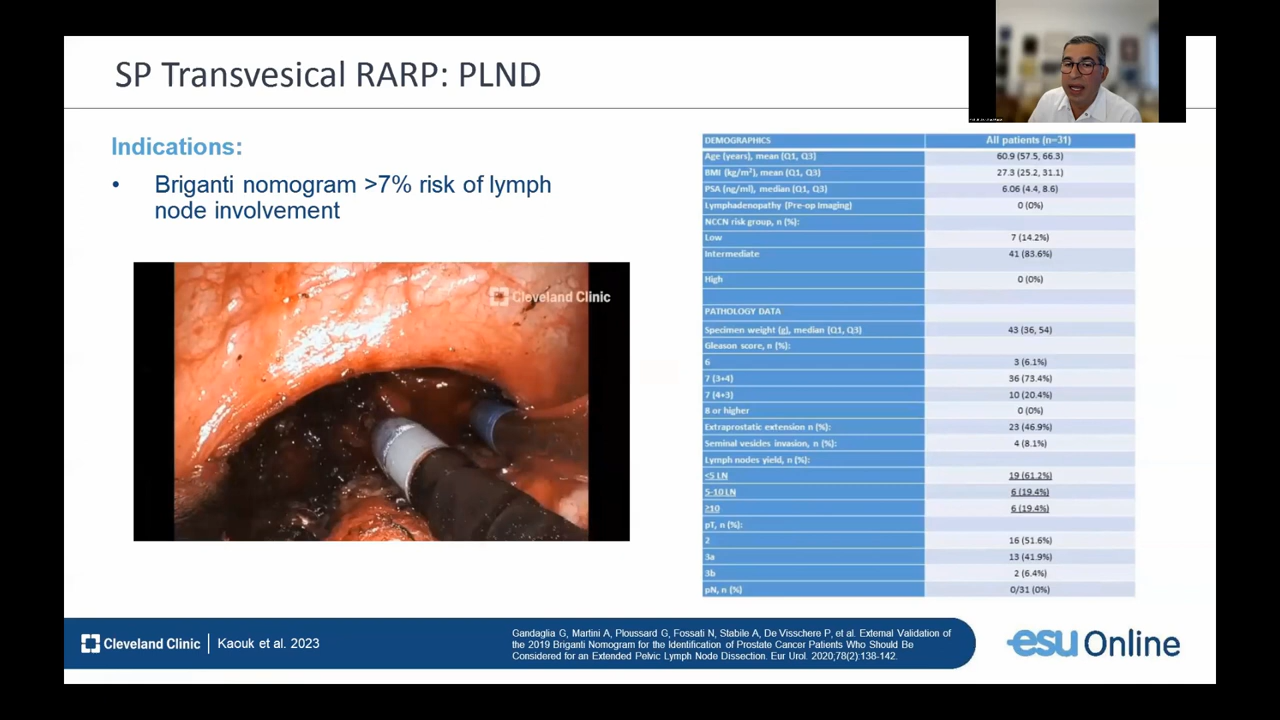 SP Transvesical RARP: PLND
Indications:
• Briganti nomogram >7% risk of lymph
node involvement
Cleveland Clinic
DEMOGRAPHICS All patients (n=31)
Age (years), mean (Q1, Q3) 60.9 (57.5, 66.3)
BMI (kg/m²), mean (Q1, Q3) 27.3 (25.2, 31.1)
PSA (ng/ml), median (Q1, Q3) 6.06 (4.4, 8.6)
Lymphadenopathy (Pre-op Imaging) 0 (0%)
NCCN risk group, n (%):
Low 7 (14.2%)
Intermediate 41 (83.6%)
High 0 (0%)
PATHOLOGY DATA
Specimen weight (g), median (Q1, Q3) 43 (36, 54)
Gleason score, n (%):
6 3 (6.1%)
7 (3+4) 36 (73.4%)
7 (4+3) 10 (20.4%)
8 or higher 0 (0%)
Extraprostatic extension n (%): 23 (46.9%)
Seminal vesicles invasion, n (%): 4 (8.1%)
Lymph nodes yield, n (%):
<5 LN 19 (61.2%)
5-10 LN 6 (19.4%)
≥10 6 (19.4%)
pT, n (%):
2 16 (51.6%)
3a 13 (41.9%)
3b 2 (6.4%)
pN, n (%) 0/31 (0%)
Cleveland Clinic | Kaouk et al. 2023
Gandaglia G, Martini A, Ploussard G, Fossati N, Stabile A, De Visschere P, et al. External Validation of
the 2019 Briganti Nomogram for the Identification of Prostate Cancer Patients Who Should Be
Considered for an Extended Pelvic Lymph Node Dissection. Eur Urol. 2020;78(2):138-142.
esu Online